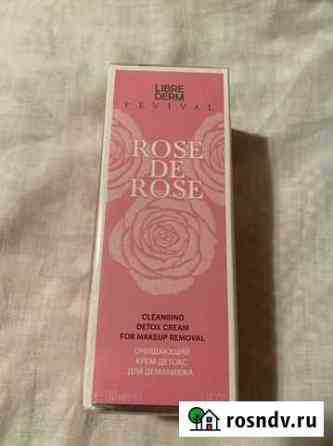 LIBRE
DERM
REVIVAL
ROSE
DE
ROSE
CLEANSING
DETOX CREAM
FOR MAKEUP REMOVAL
ОЧИЩАЮЩИЙ
КРЕМ-ДЕТОКС
ДЛЯ ДЕМАКИЯЖА
rosndv.ru